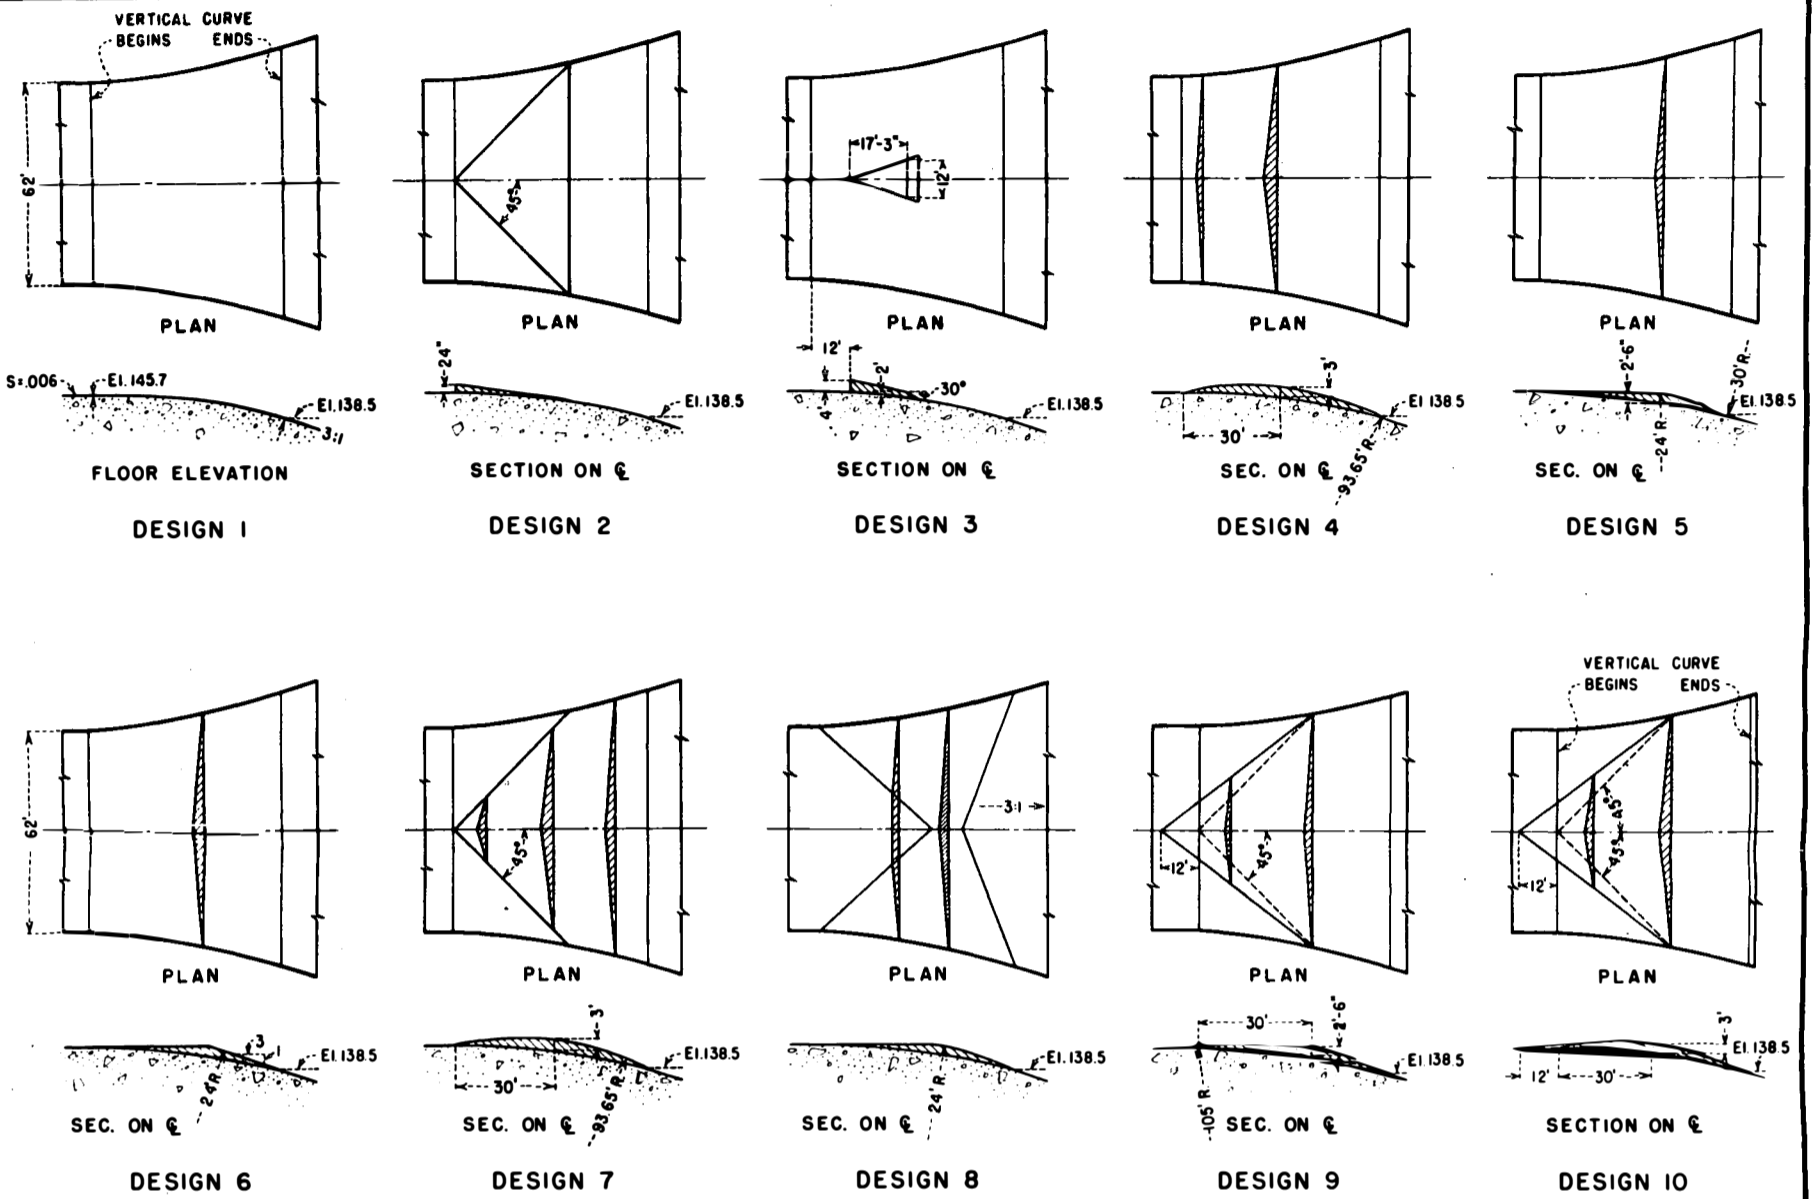 VERTICAL CURVE
BEGINS ENDS
62'
PLAN
S=.006
El. 145.7
El. 138.5
3:1
FLOOR ELEVATION
DESIGN 1
45°
PLAN
24"
El. 138.5
SECTION ON ℄
DESIGN 2
17'-3"
12'
PLAN
12'
2'
30°
4'
El. 138.5
SECTION ON ℄
DESIGN 3
PLAN
3'
El. 138.5
30'
93.65' R.
SEC. ON ℄
DESIGN 4
PLAN
2'-6"
30' R.
El. 138.5
24' R.
SEC. ON ℄
DESIGN 5
62'
PLAN
3
1
El. 138.5
24' R.
SEC. ON ℄
DESIGN 6
45°
PLAN
3'
El. 138.5
30'
93.65' R.
SEC. ON ℄
DESIGN 7
3:1
PLAN
El. 138.5
24' R.
SEC. ON ℄
DESIGN 8
12'
45°
PLAN
30'
2'-6"
El. 138.5
105' R.
SEC. ON ℄
DESIGN 9
VERTICAL CURVE
BEGINS ENDS
45°
45°
12'
PLAN
3'
El. 138.5
12'
30'
SECTION ON ℄
DESIGN 10